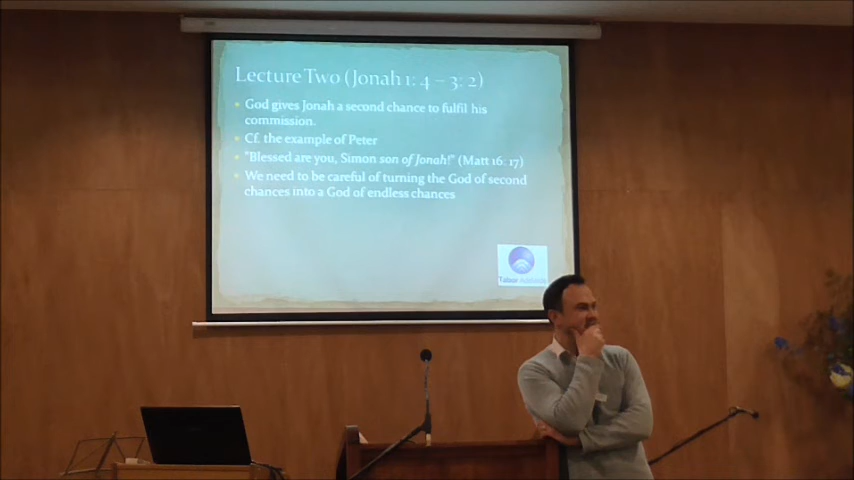 Lecture Two (Jonah 1: 4 – 3: 2)
God gives Jonah a second chance to fulfil his
commission.
Cf. the example of Peter
"Blessed are you, Simon son of Jonah!" (Matt 16: 17)
We need to be careful of turning the God of second
chances into a God of endless chances
Tabor Adelaide